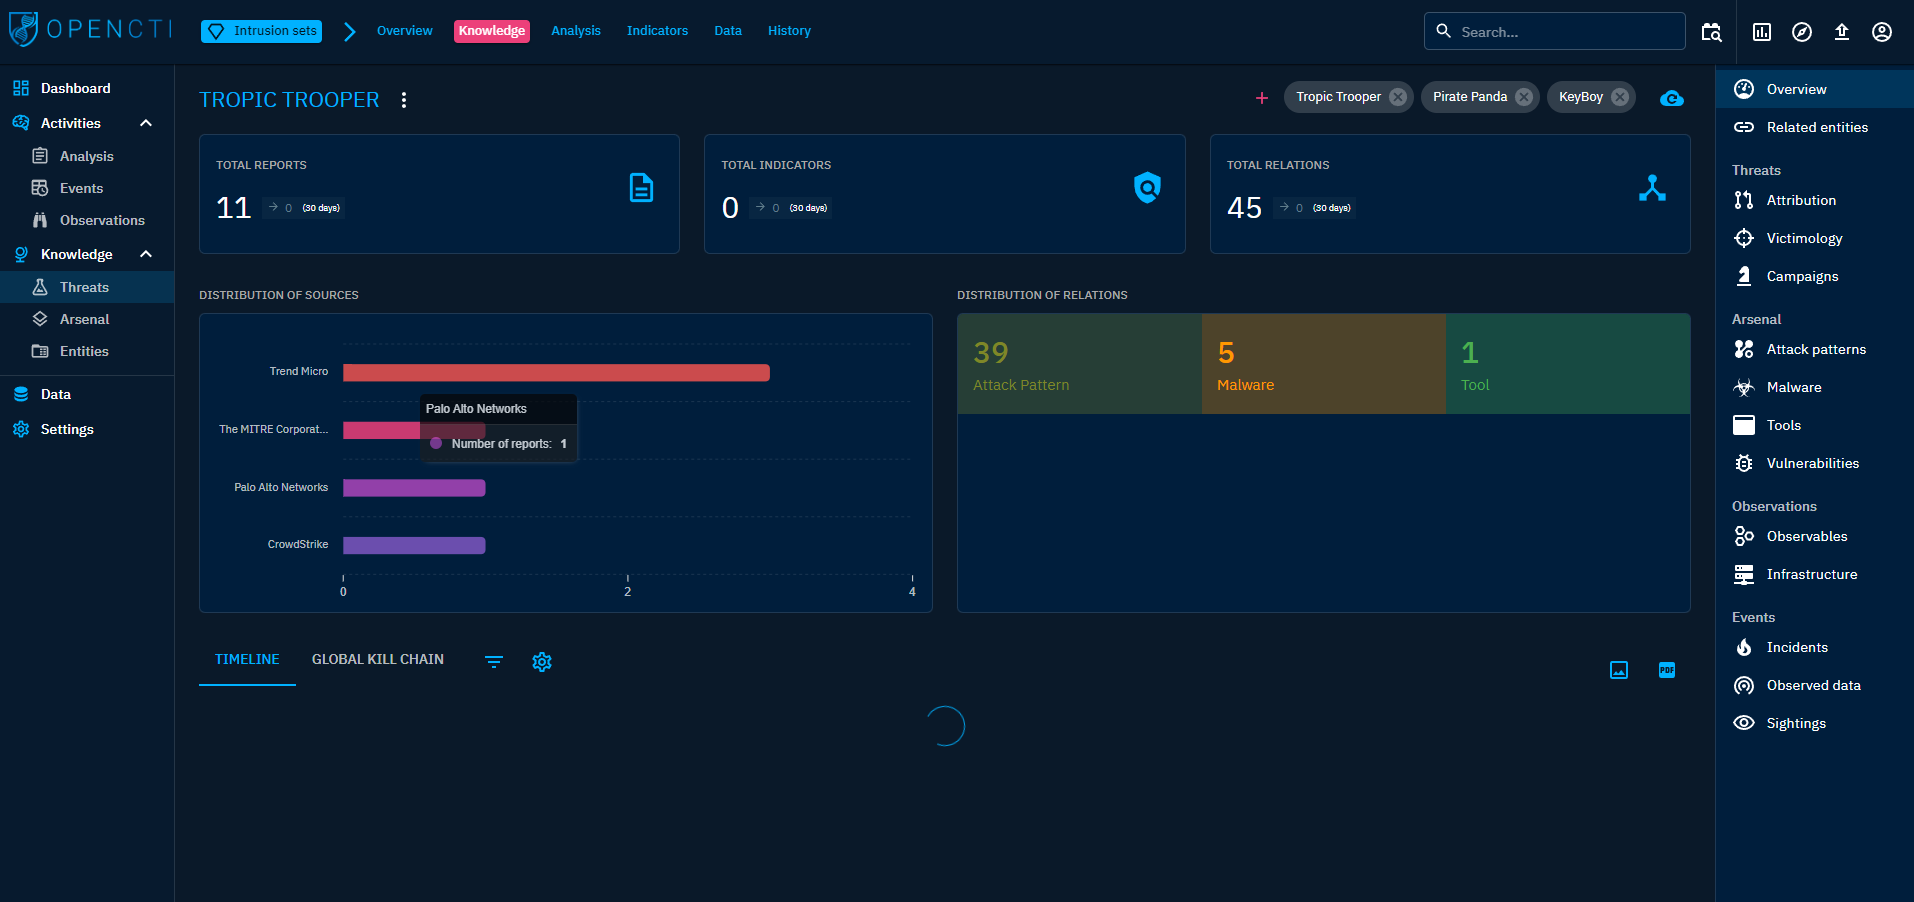 OPENCTI
Intrusion sets
Overview
Knowledge
Analysis
Indicators
Data
History
Search...
Dashboard
Activities
Analysis
Events
Observations
Knowledge
Threats
Arsenal
Entities
Data
Settings
TROPIC TROOPER
Tropic Trooper
Pirate Panda
KeyBoy
TOTAL REPORTS
11 0 (30 days)
TOTAL INDICATORS
0 0 (30 days)
TOTAL RELATIONS
45 0 (30 days)
DISTRIBUTION OF SOURCES
Trend Micro
The MITRE Corporat...
Palo Alto Networks
CrowdStrike
Palo Alto Networks
Number of reports: 1
0 2 4
DISTRIBUTION OF RELATIONS
39
Attack Pattern
5
Malware
1
Tool
TIMELINE
GLOBAL KILL CHAIN
PDF
Overview
Related entities
Threats
Attribution
Victimology
Campaigns
Arsenal
Attack patterns
Malware
Tools
Vulnerabilities
Observations
Observables
Infrastructure
Events
Incidents
Observed data
Sightings